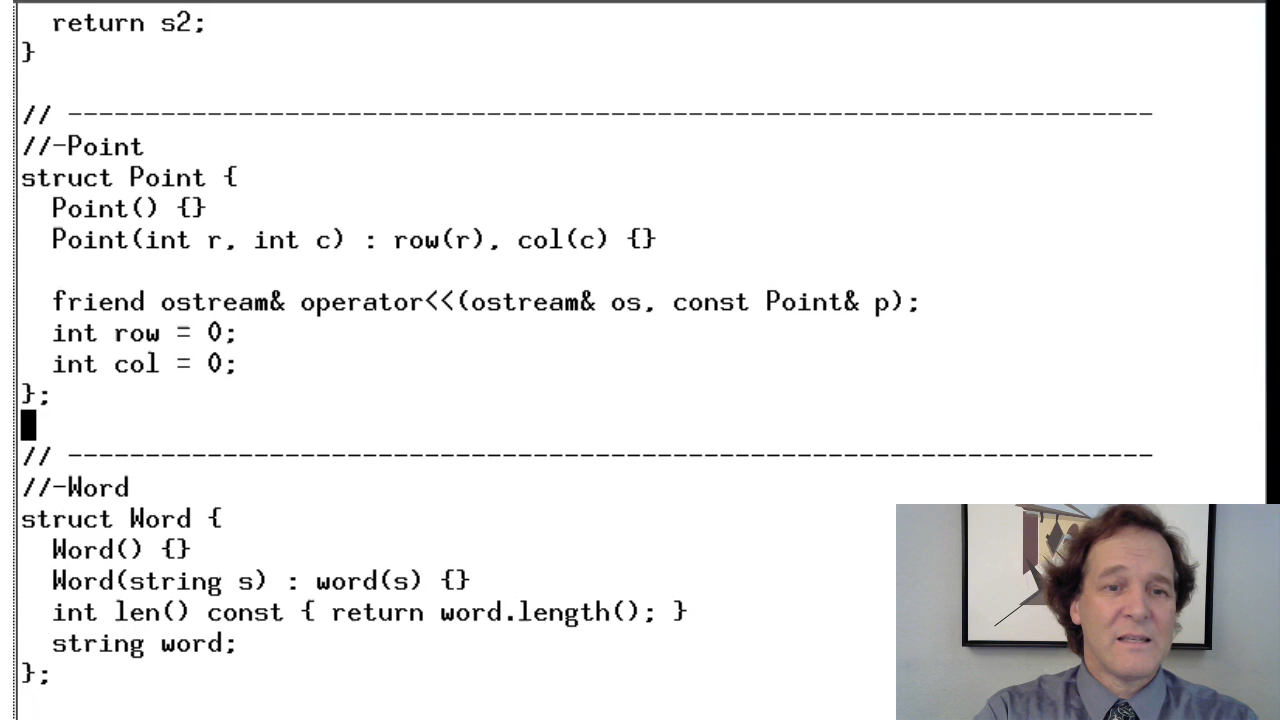 return s2;
}
// -----------------------------------------------------------------------
//-Point
struct Point {
Point() {}
Point(int r, int c) : row(r), col(c) {}
friend ostream& operator<<(ostream& os, const Point& p);
int row = 0;
int col = 0;
};
// -----------------------------------------------------------------------
//-Word
struct Word {
Word() {}
Word(string s) : word(s) {}
int len() const { return word.length(); }
string word;
};